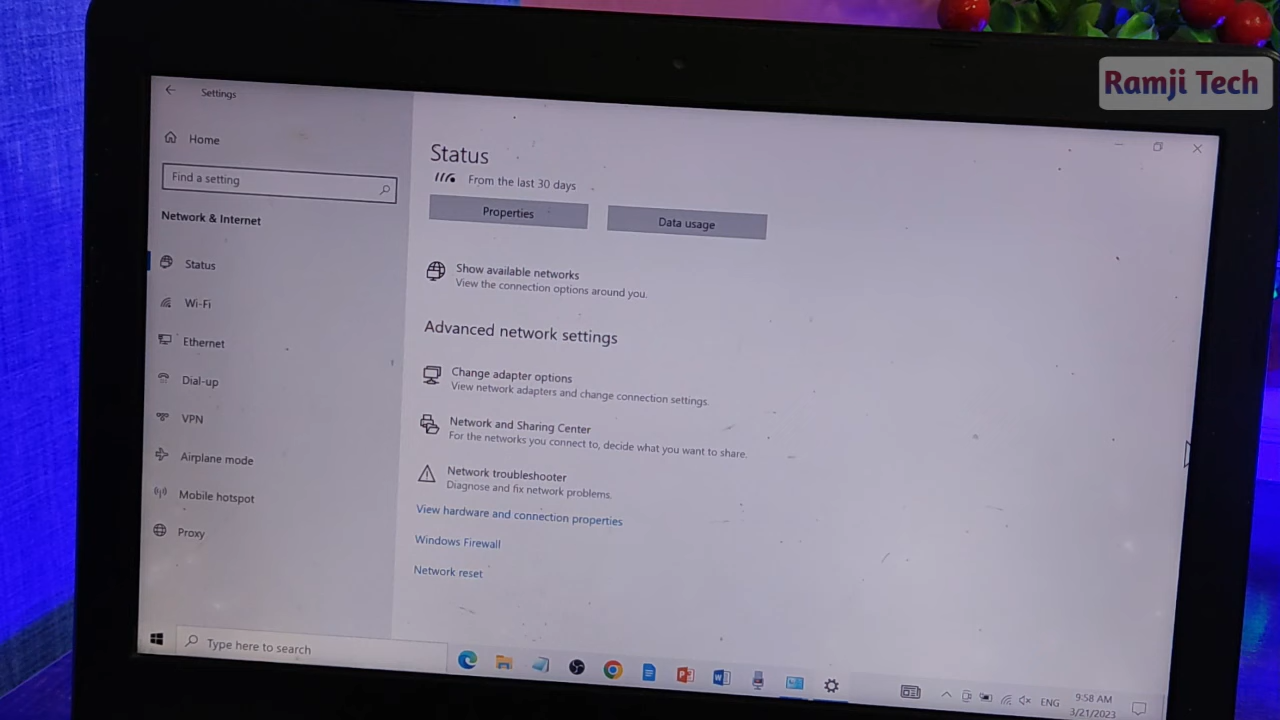 Ramji Tech
Settings
Home
Find a setting
Network & Internet
Status
Wi-Fi
Ethernet
Dial-up
VPN
Airplane mode
Mobile hotspot
Proxy
Status
From the last 30 days
Properties
Data usage
Show available networks
View the connection options around you.
Advanced network settings
Change adapter options
View network adapters and change connection settings.
Network and Sharing Center
For the networks you connect to, decide what you want to share.
Network troubleshooter
Diagnose and fix network problems.
View hardware and connection properties
Windows Firewall
Network reset
Type here to search
ENG
9:58 AM
3/21/2023